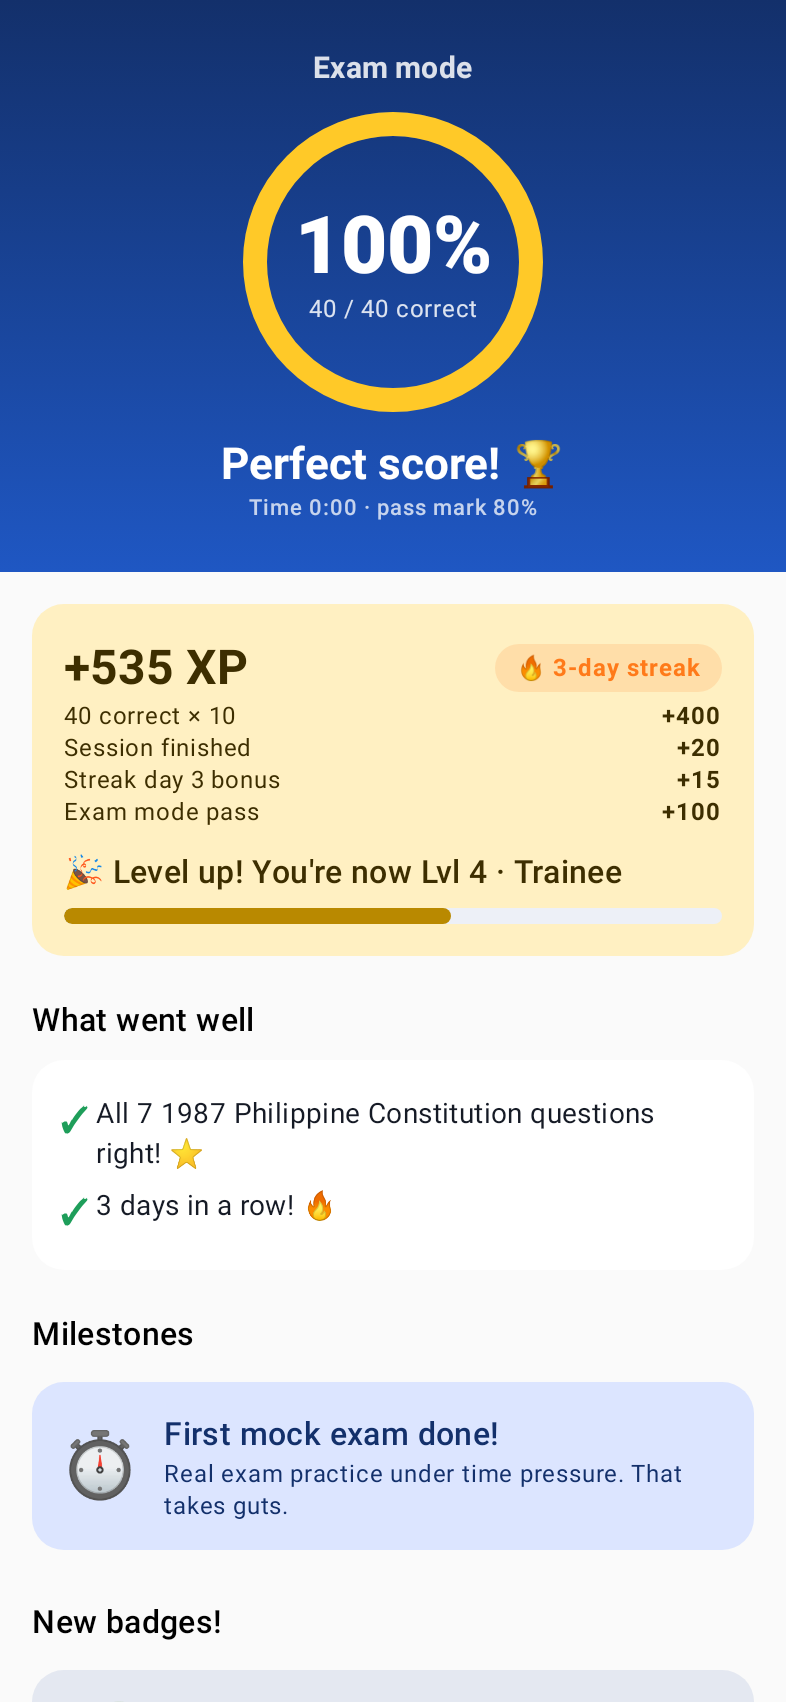 Exam mode
100%
40 / 40 correct
Perfect score! 🏆
Time 0:00 · pass mark 80%
+535 XP
🔥 3-day streak
40 correct × 10 +400
Session finished +20
Streak day 3 bonus +15
Exam mode pass +100
🎉 Level up! You're now Lvl 4 · Trainee
What went well
✓ All 7 1987 Philippine Constitution questions
right! ⭐
✓ 3 days in a row! 🔥
Milestones
First mock exam done!
Real exam practice under time pressure. That
takes guts.
New badges!